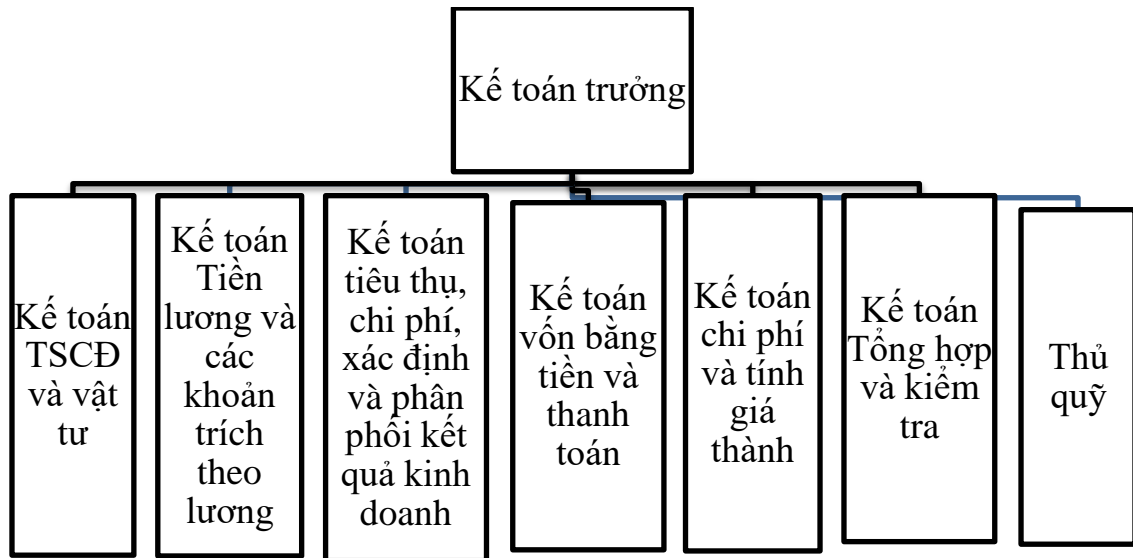 Kế toán trưởng
Kế toán
TSCĐ
và vật
tư
Kế toán
Tiền
lương và
các
khoản
trích
theo
lương
Kế toán
tiêu thụ,
chi phí,
xác định
và phân
phối kết
quả kinh
doanh
Kế toán
vốn bằng
tiền và
thanh
toán
Kế toán
chi phí
và tính
giá
thành
Kế toán
Tổng hợp
và kiểm
tra
Thủ
quỹ